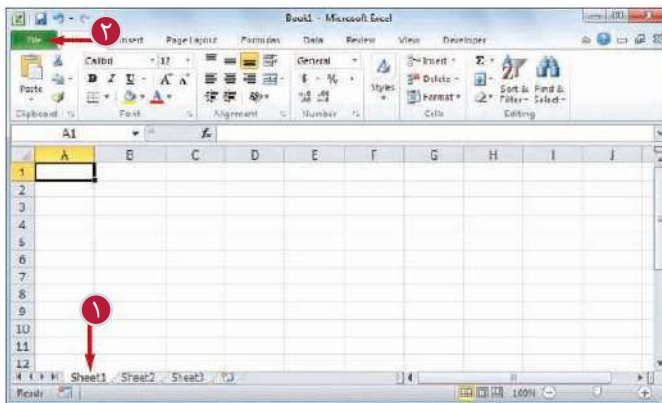 Book1 - Microsoft Excel
File Insert Page Layout Formulas Data Review View Developer
٢
Calibri 12 General Insert Σ
B I U A A $ % Styles Delete Sort & Find &
Paste A Format Filter Select
Clipboard Font Alignment Number Cells Editing
A1 fx
A B C D E F G H I J
1
2
3
4
5
6
7
8
9
10
11
12
١
Sheet1 Sheet2 Sheet3
Ready 100%